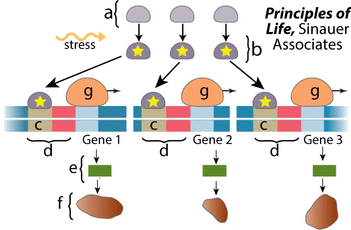 a
Principles of
Life, Sinauer
Associates
stress
b
g
g
g
c
c
c
d
d
d
Gene 1
Gene 2
Gene 3
e
f